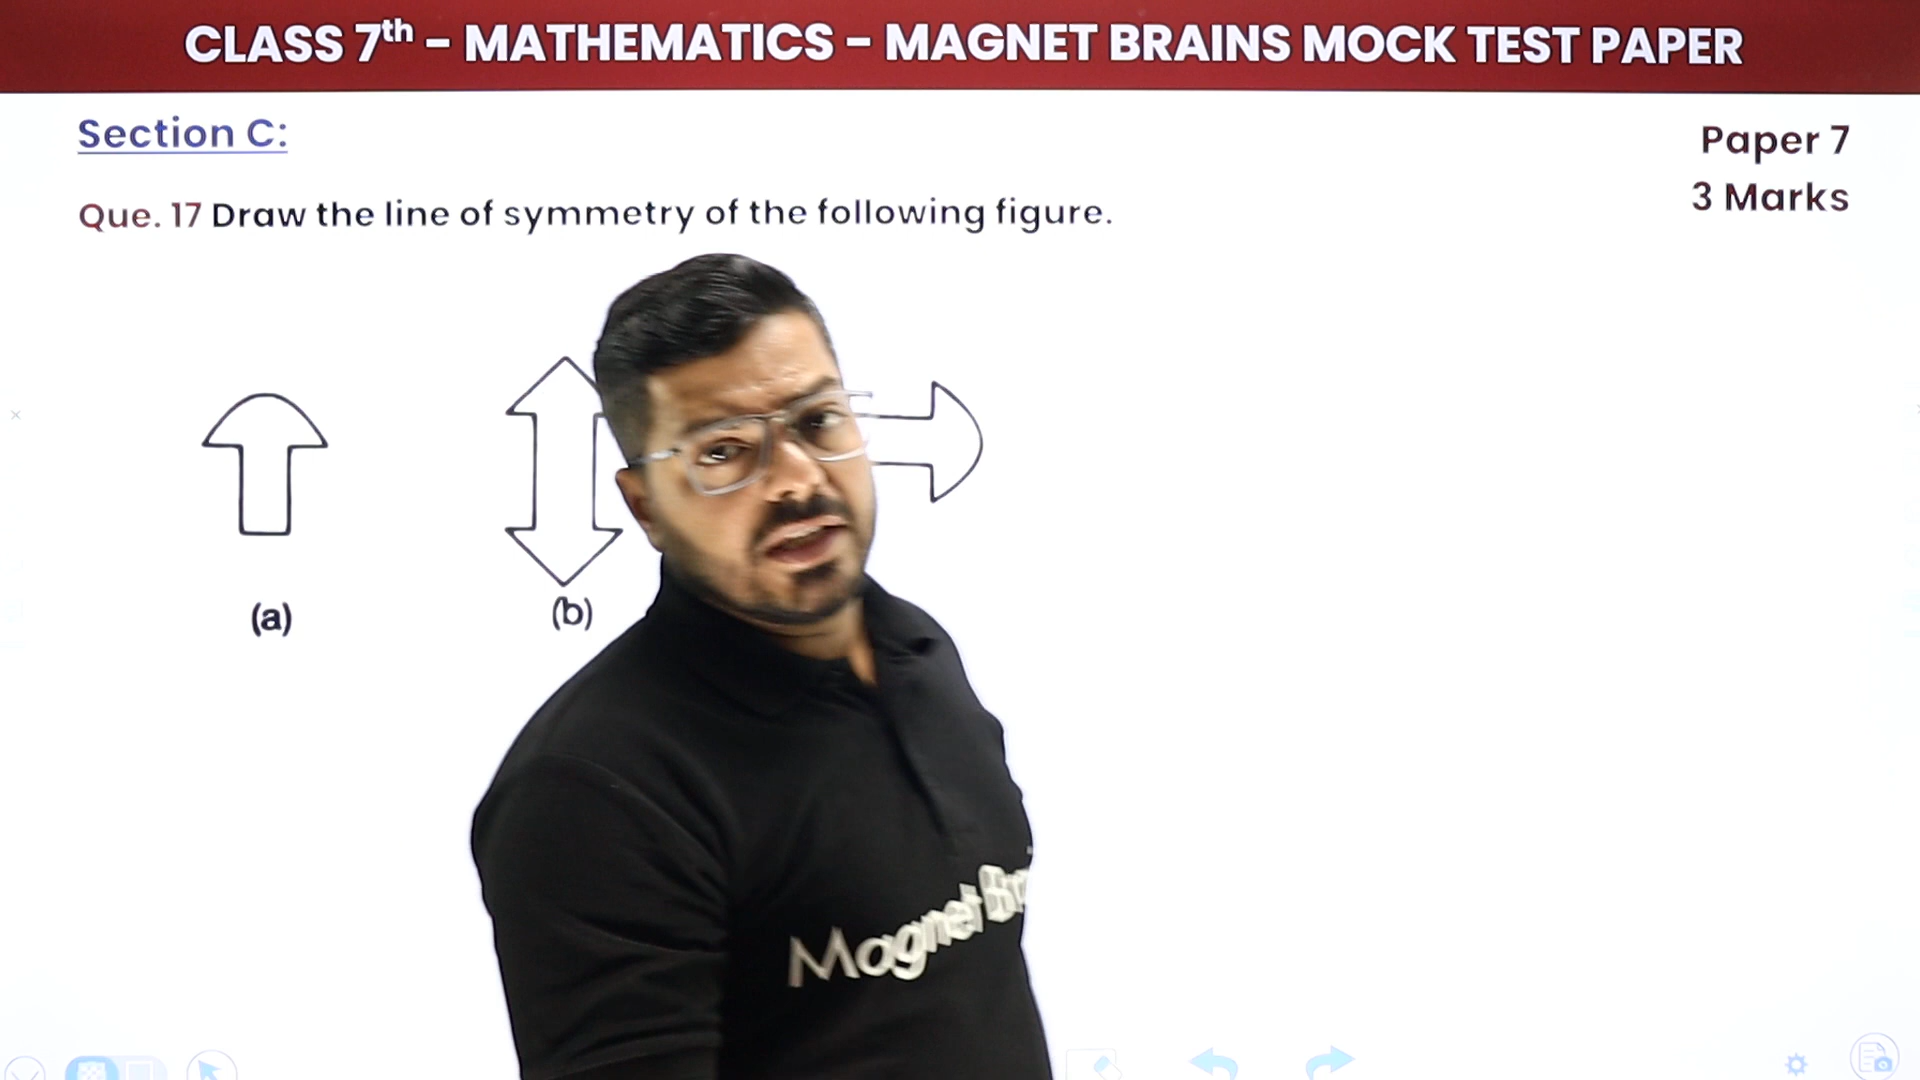 CLASS 7th - MATHEMATICS - MAGNET BRAINS MOCK TEST PAPER
Section C:
Paper 7
3 Marks
Que. 17 Draw the line of symmetry of the following figure.
(a)
(b)
Magnet